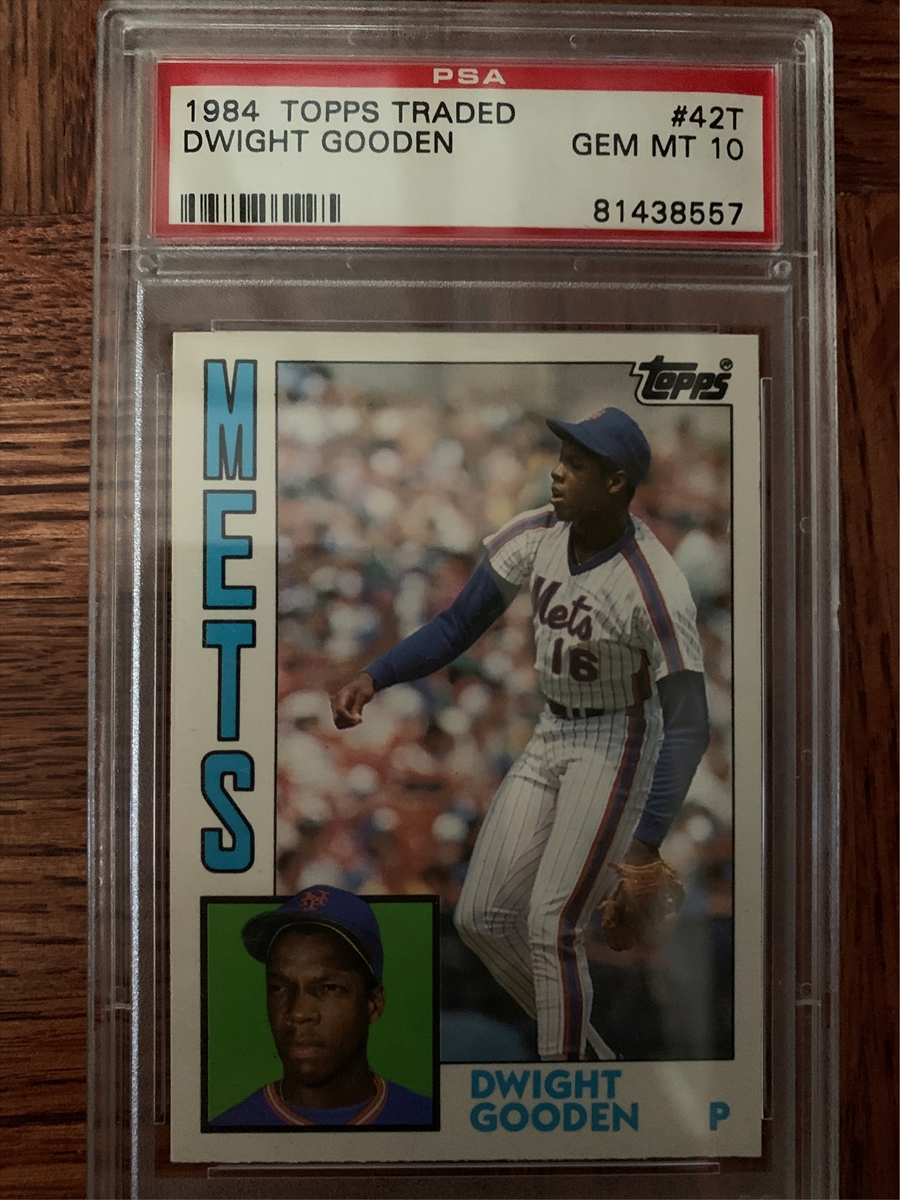 PSA
1984 TOPPS TRADED
DWIGHT GOODEN
#42T
GEM MT 10
81438557
METS
Topps®
Mets
16
DWIGHT
GOODEN
P